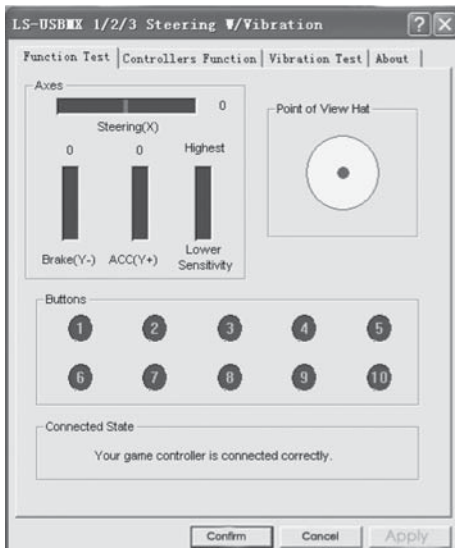 LS-USBMX 1/2/3 Steering W/Vibration
Function Test Controllers Function Vibration Test About
Axes
0
Steering(X)
0 0 Highest
Brake(Y-) ACC(Y+) Lower
Sensitivity
Point of View Hat
Buttons
1 2 3 4 5
6 7 8 9 10
Connected State
Your game controller is connected correctly.
Confirm Cancel Apply